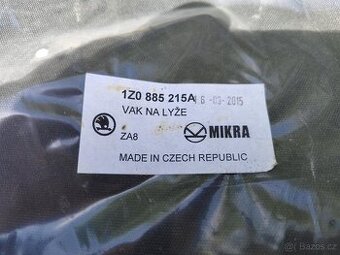 1Z0 885 215A 16 -03- 2015
VAK NA LYŽE
ZA8 MIKRA
MADE IN CZECH REPUBLIC
Bazos.cz